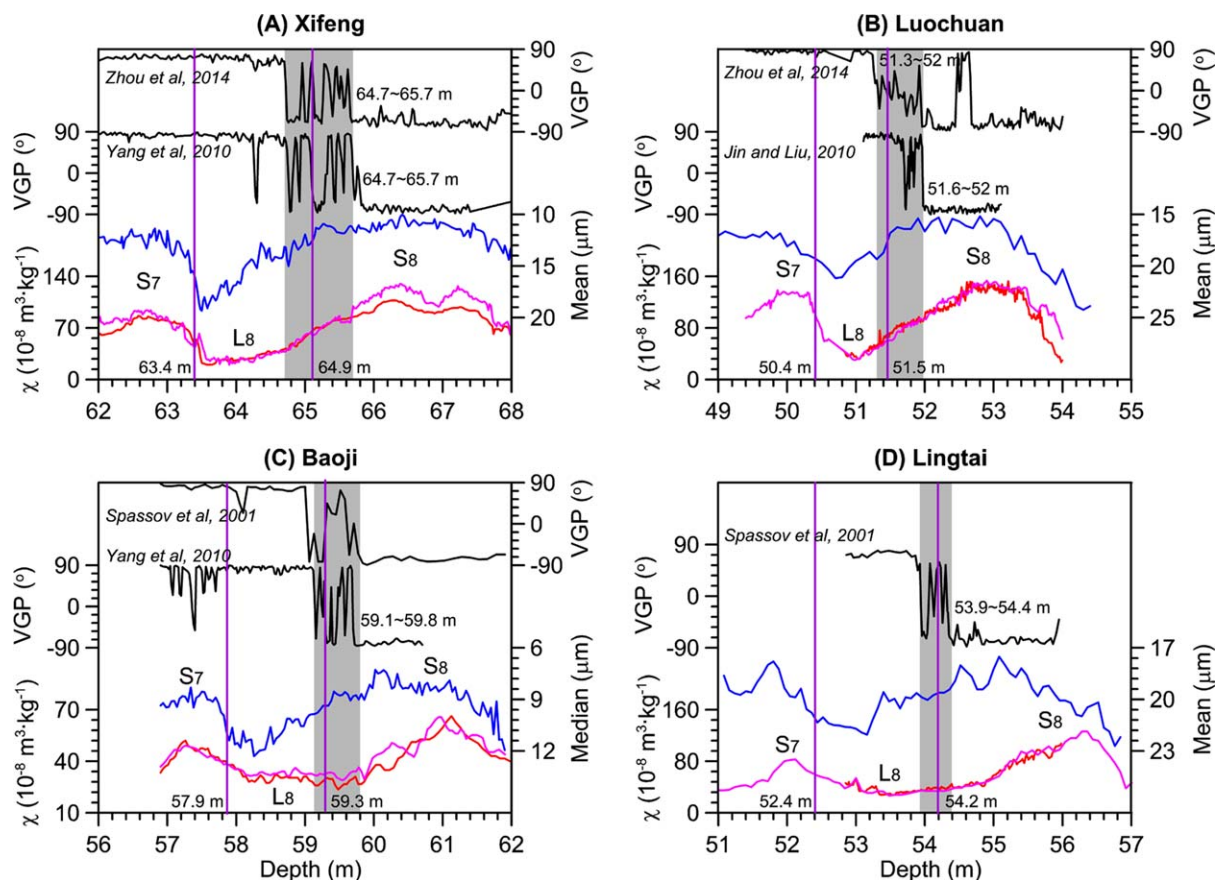 (A) Xifeng
Zhou et al, 2014
64.7~65.7 m
90
0
-90
VGP (º)
Yang et al, 2010
64.7~65.7 m
90
0
-90
VGP (º)
10
15
20
Mean (μm)
S7
L8
S8
140
70
0
χ (10-8 m3·kg-1)
63.4 m
64.9 m
62 63 64 65 66 67 68
(B) Luochuan
Zhou et al, 2014
51.3~52 m
90
0
-90
VGP (º)
Jin and Liu, 2010
51.6~52 m
90
0
-90
VGP (º)
15
20
25
Mean (μm)
S7
L8
S8
160
80
0
χ (10-8 m3·kg-1)
50.4 m
51.5 m
49 50 51 52 53 54 55
(C) Baoji
Spassov et al, 2001
90
0
-90
VGP (º)
Yang et al, 2010
59.1~59.8 m
90
0
-90
VGP (º)
6
9
12
Median (μm)
S7
L8
S8
70
40
10
χ (10-8 m3·kg-1)
57.9 m
59.3 m
56 57 58 59 60 61 62
Depth (m)
(D) Lingtai
Spassov et al, 2001
53.9~54.4 m
90
0
-90
VGP (º)
17
20
23
Mean (μm)
S7
L8
S8
160
80
0
χ (10-8 m3·kg-1)
52.4 m
54.2 m
51 52 53 54 55 56 57
Depth (m)